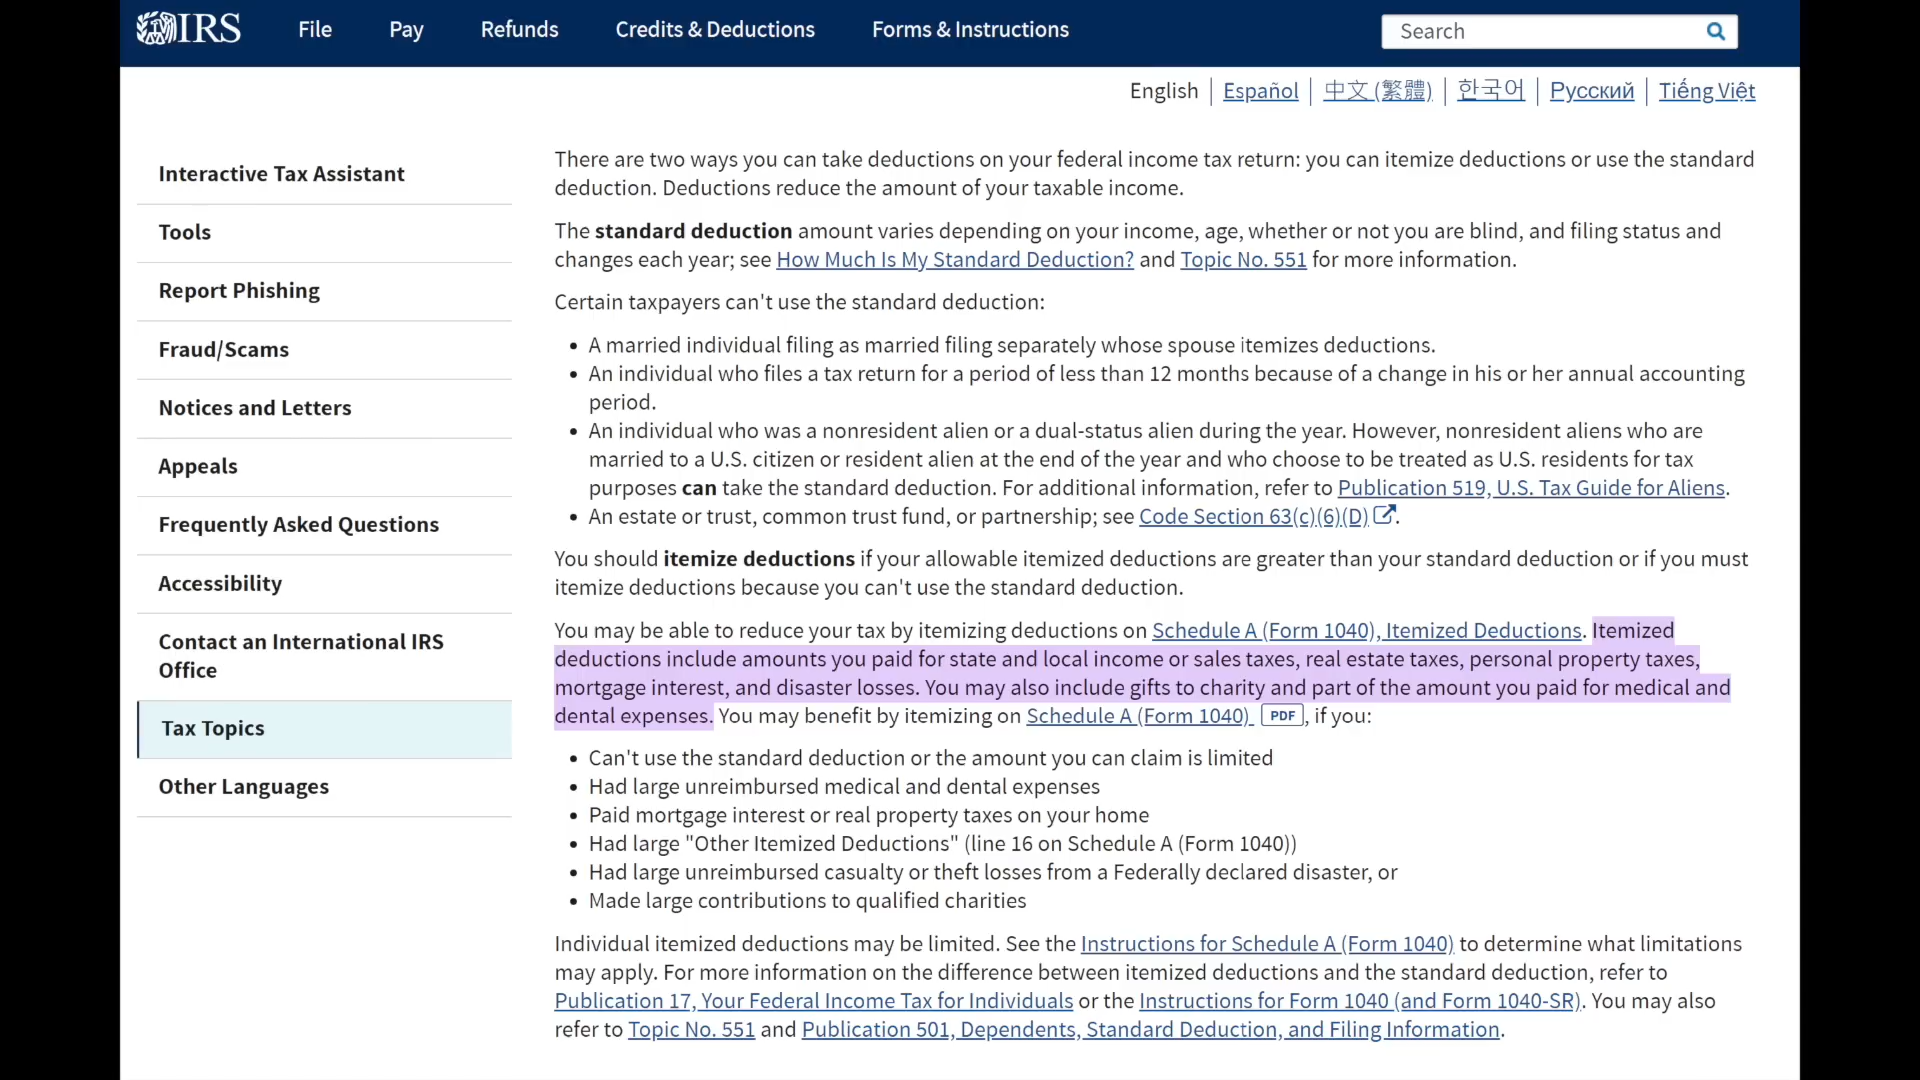 IRS
File
Pay
Refunds
Credits & Deductions
Forms & Instructions
Search
English
Español
中文 (繁體)
한국어
Русский
Tiếng Việt
Interactive Tax Assistant
Tools
Report Phishing
Fraud/Scams
Notices and Letters
Appeals
Frequently Asked Questions
Accessibility
Contact an International IRS
Office
Tax Topics
Other Languages
There are two ways you can take deductions on your federal income tax return: you can itemize deductions or use the standard
deduction. Deductions reduce the amount of your taxable income.
The standard deduction amount varies depending on your income, age, whether or not you are blind, and filing status and
changes each year; see How Much Is My Standard Deduction? and Topic No. 551 for more information.
Certain taxpayers can't use the standard deduction:
• A married individual filing as married filing separately whose spouse itemizes deductions.
• An individual who files a tax return for a period of less than 12 months because of a change in his or her annual accounting
period.
• An individual who was a nonresident alien or a dual-status alien during the year. However, nonresident aliens who are
married to a U.S. citizen or resident alien at the end of the year and who choose to be treated as U.S. residents for tax
purposes can take the standard deduction. For additional information, refer to Publication 519, U.S. Tax Guide for Aliens.
• An estate or trust, common trust fund, or partnership; see Code Section 63(c)(6)(D).
You should itemize deductions if your allowable itemized deductions are greater than your standard deduction or if you must
itemize deductions because you can't use the standard deduction.
You may be able to reduce your tax by itemizing deductions on Schedule A (Form 1040), Itemized Deductions. Itemized
deductions include amounts you paid for state and local income or sales taxes, real estate taxes, personal property taxes,
mortgage interest, and disaster losses. You may also include gifts to charity and part of the amount you paid for medical and
dental expenses. You may benefit by itemizing on Schedule A (Form 1040) PDF, if you:
• Can't use the standard deduction or the amount you can claim is limited
• Had large unreimbursed medical and dental expenses
• Paid mortgage interest or real property taxes on your home
• Had large "Other Itemized Deductions" (line 16 on Schedule A (Form 1040))
• Had large unreimbursed casualty or theft losses from a Federally declared disaster, or
• Made large contributions to qualified charities
Individual itemized deductions may be limited. See the Instructions for Schedule A (Form 1040) to determine what limitations
may apply. For more information on the difference between itemized deductions and the standard deduction, refer to
Publication 17, Your Federal Income Tax for Individuals or the Instructions for Form 1040 (and Form 1040-SR). You may also
refer to Topic No. 551 and Publication 501, Dependents, Standard Deduction, and Filing Information.